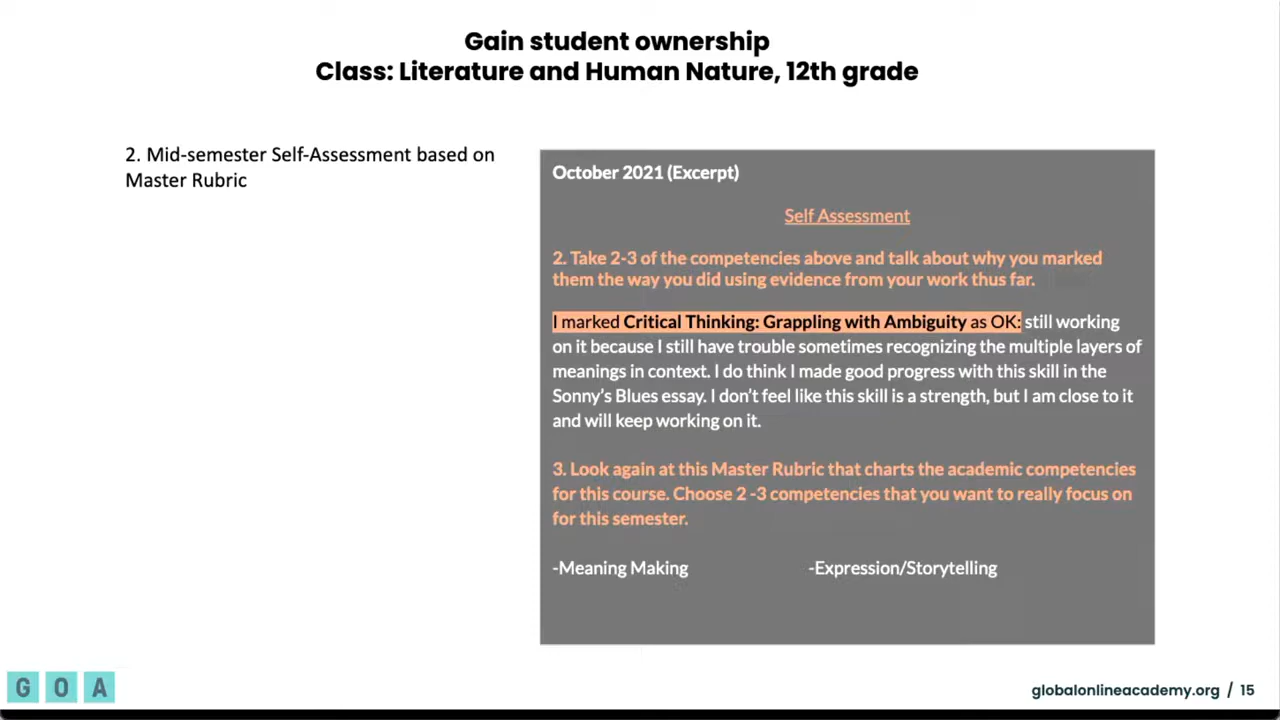 Gain student ownership
Class: Literature and Human Nature, 12th grade
2. Mid-semester Self-Assessment based on
Master Rubric
October 2021 (Excerpt)
Self Assessment
2. Take 2-3 of the competencies above and talk about why you marked
them the way you did using evidence from your work thus far.
I marked Critical Thinking: Grappling with Ambiguity as OK: still working
on it because I still have trouble sometimes recognizing the multiple layers of
meanings in context. I do think I made good progress with this skill in the
Sonny's Blues essay. I don't feel like this skill is a strength, but I am close to it
and will keep working on it.
3. Look again at this Master Rubric that charts the academic competencies
for this course. Choose 2 -3 competencies that you want to really focus on
for this semester.
-Meaning Making -Expression/Storytelling
G O A
globalonlineacademy.org / 15